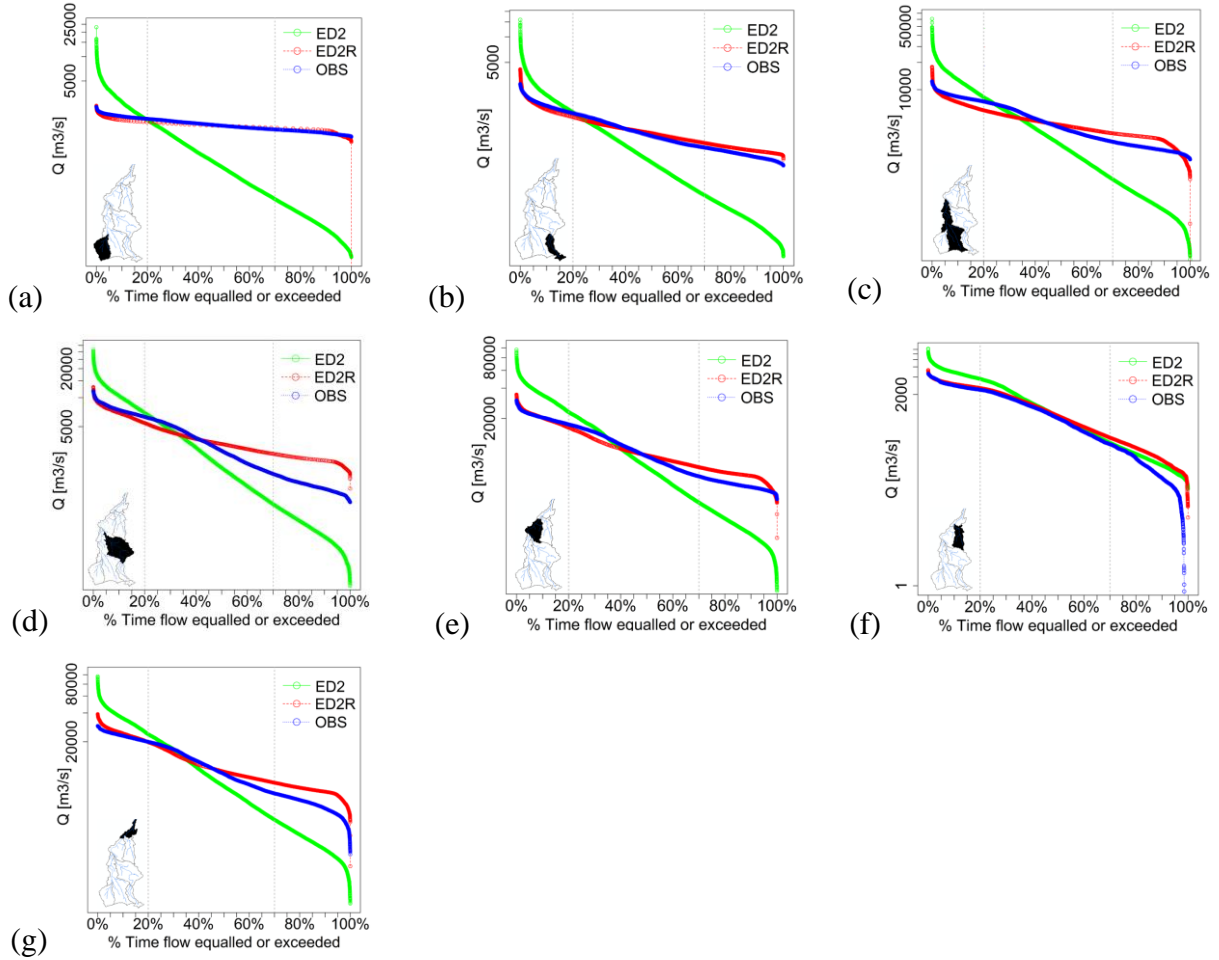 25000
5000
Q [m3/s]
ED2
ED2R
OBS
0% 20% 40% 60% 80% 100%
% Time flow equalled or exceeded
(a)
5000
Q [m3/s]
ED2
ED2R
OBS
0% 20% 40% 60% 80% 100%
% Time flow equalled or exceeded
(b)
50000
10000
Q [m3/s]
ED2
ED2R
OBS
0% 20% 40% 60% 80% 100%
% Time flow equalled or exceeded
(c)
20000
5000
Q [m3/s]
ED2
ED2R
OBS
0% 20% 40% 60% 80% 100%
% Time flow equalled or exceeded
(d)
80000
20000
Q [m3/s]
ED2
ED2R
OBS
0% 20% 40% 60% 80% 100%
% Time flow equalled or exceeded
(e)
2000
1
Q [m3/s]
ED2
ED2R
OBS
0% 20% 40% 60% 80% 100%
% Time flow equalled or exceeded
(f)
80000
20000
Q [m3/s]
ED2
ED2R
OBS
0% 20% 40% 60% 80% 100%
% Time flow equalled or exceeded
(g)